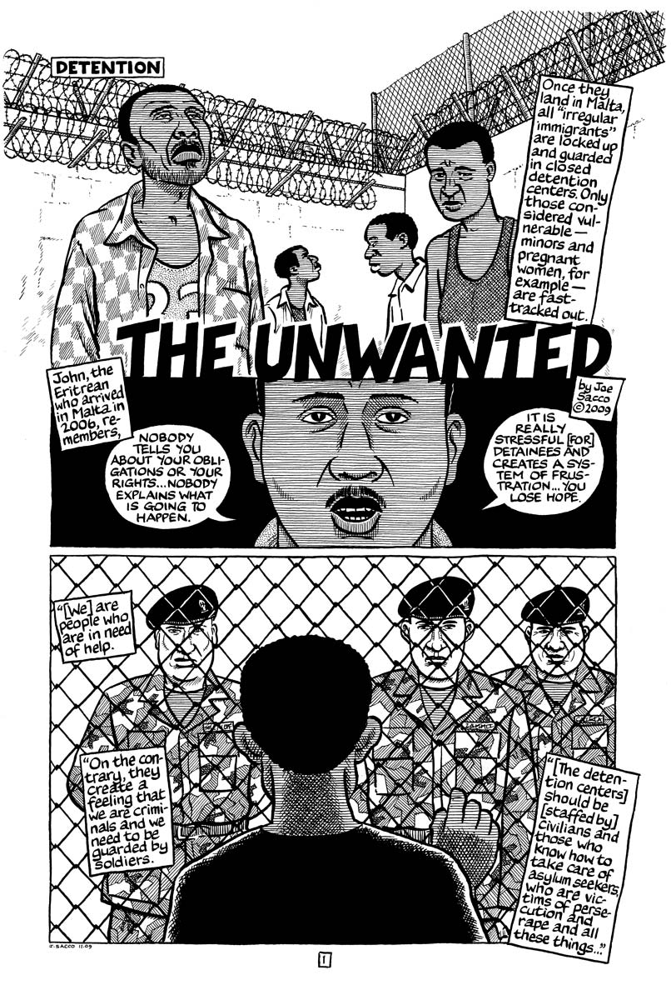 DETENTION
Once they
land in Malta,
all "irregular
immigrants"
are locked up
and guarded
in closed
detention
centers. Only
those con-
sidered vul-
nerable —
minors and
pregnant
women, for
example —
are fast-
tracked out.
THE UNWANTED
by Joe
Sacco
©2009
John, the
Eritrean
who arrived
in Malta in
2006, re-
members,
NOBODY
TELLS YOU
ABOUT YOUR OBLI-
GATIONS OR YOUR
RIGHTS...NOBODY
EXPLAINS WHAT
IS GOING TO
HAPPEN.
IT IS
REALLY
STRESSFUL [FOR]
DETAINEES AND
CREATES A SYS-
TEM OF FRUS-
TRATION...YOU
LOSE HOPE.
"[We] are
people who
are in need
of help.
"On the con-
trary, they
create a
feeling that
we are crimi-
nals and we
need to be
guarded by
soldiers.
"[The deten-
tion centers]
should be
[staffed by]
civilians and
those who
know how to
take care of
asylum seekers,
who are vic-
tims of perse-
cution and
rape and all
these things..."
J. SACCO 11.09
1